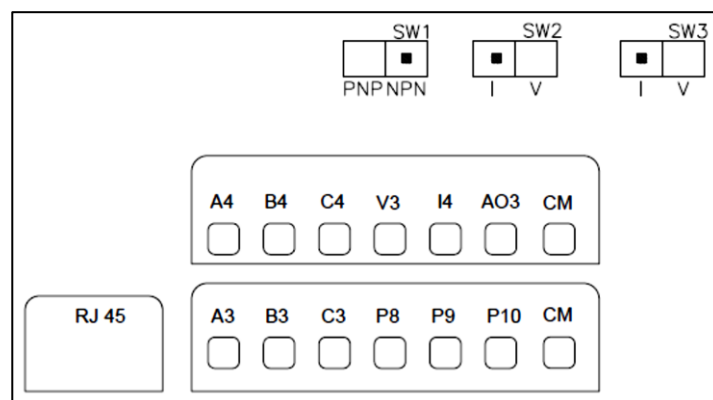 SW1 SW2 SW3
PNP NPN I V I V
A4 B4 C4 V3 I4 AO3 CM
RJ 45
A3 B3 C3 P8 P9 P10 CM